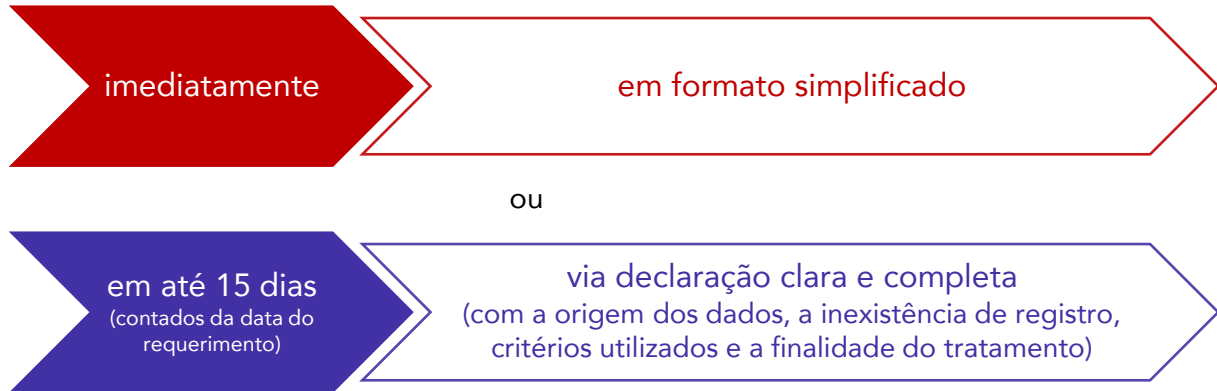 imediatamente
em formato simplificado
ou
em até 15 dias
(contados da data do
requerimento)
via declaração clara e completa
(com a origem dos dados, a inexistência de registro,
critérios utilizados e a finalidade do tratamento)